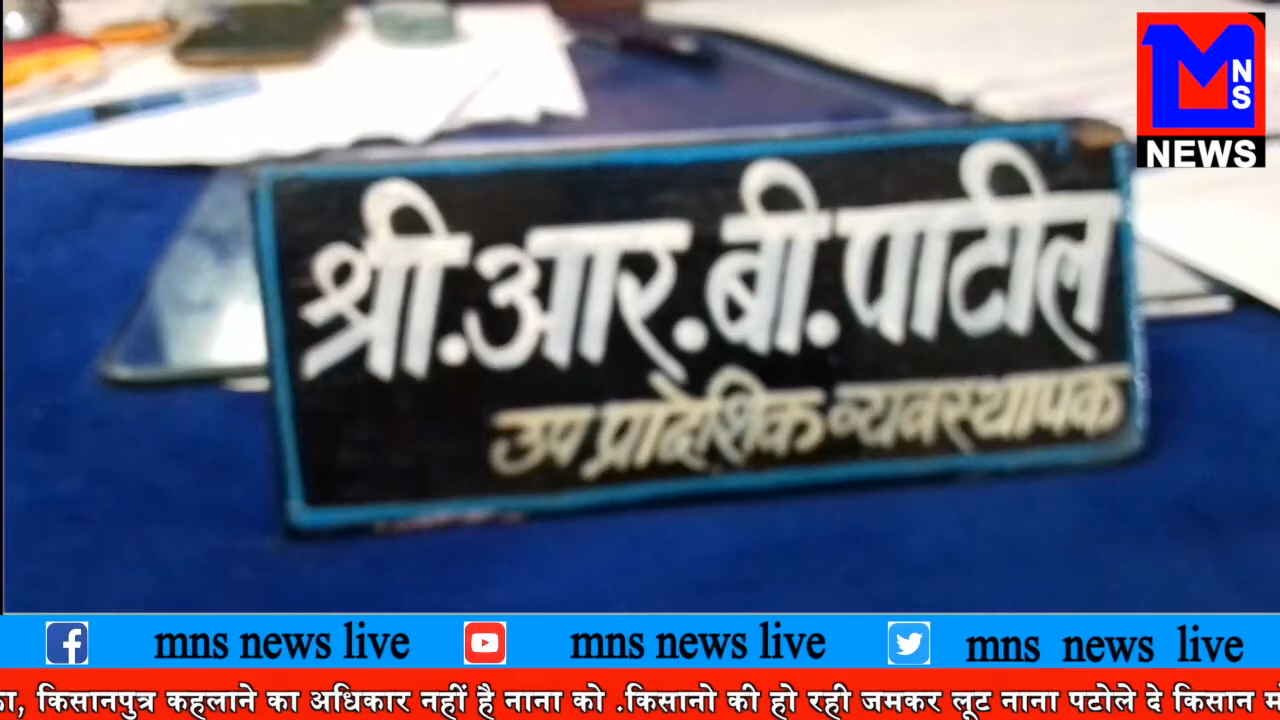 MNS
NEWS
श्री.आर.बी.पाटील
उप प्रादेशिक व्यवस्थापक
mns news live mns news live mns news live
किसानपुत्र कहलाने का अधिकार नहीं है नाना को .किसानो की हो रही जमकर लूट नाना पटोले दे किसान